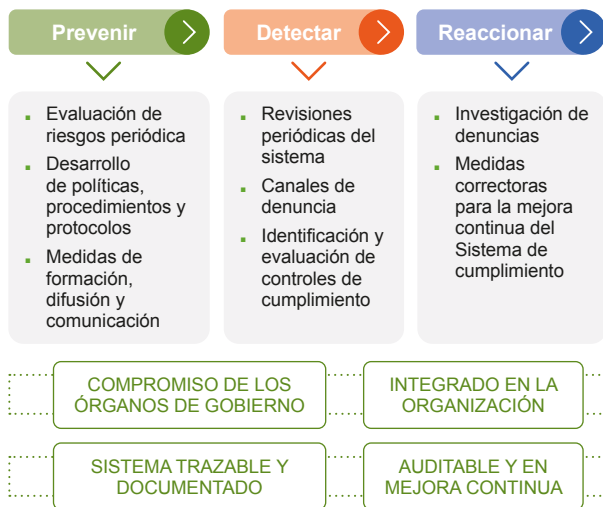 Prevenir
Evaluación de
riesgos periódica
Desarrollo
de políticas,
procedimientos y
protocolos
Medidas de
formación,
difusión y
comunicación
Detectar
Revisiones
periódicas del
sistema
Canales de
denuncia
Identificación y
evaluación de
controles de
cumplimiento
Reaccionar
Investigación de
denuncias
Medidas
correctoras
para la mejora
continua del
Sistema de
cumplimiento
COMPROMISO DE LOS
ÓRGANOS DE GOBIERNO
INTEGRADO EN LA
ORGANIZACIÓN
SISTEMA TRAZABLE Y
DOCUMENTADO
AUDITABLE Y EN
MEJORA CONTINUA